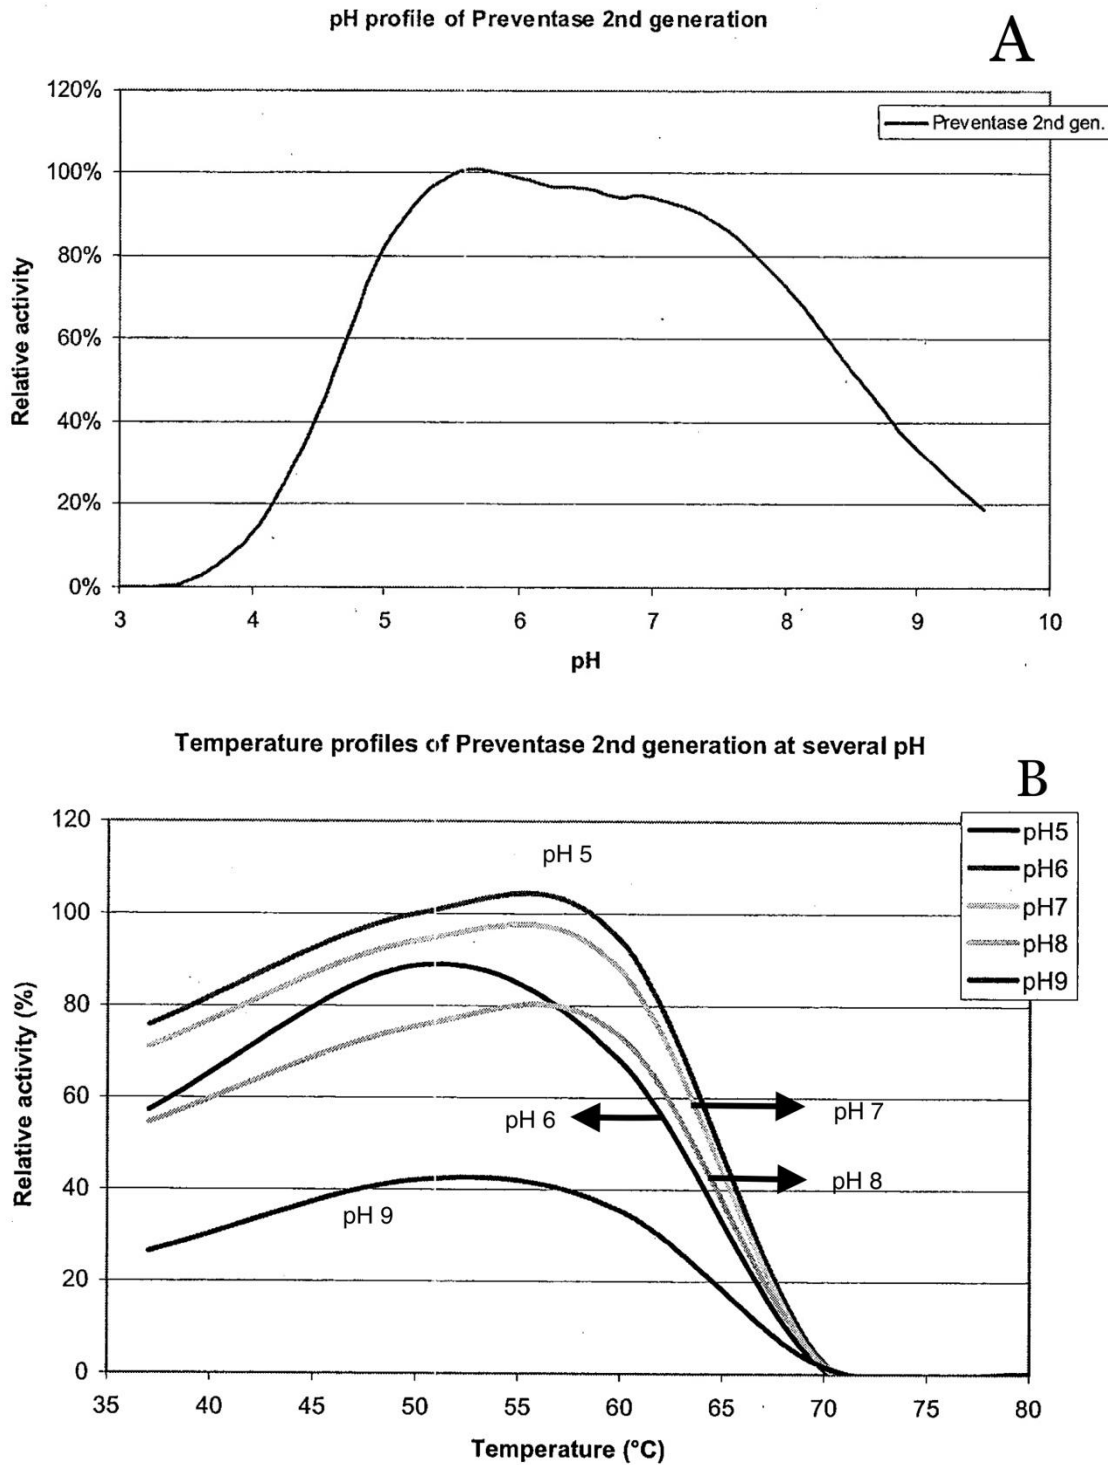 pH profile of Preventase 2nd generation
A
120%
100%
80%
60%
40%
20%
0%
Relative activity
Preventase 2nd gen.
3 4 5 6 7 8 9 10
pH
Temperature profiles of Preventase 2nd generation at several pH
B
120
100
80
60
40
20
0
Relative activity (%)
pH 5
pH 6
pH 7
pH 8
pH 9
pH5
pH6
pH7
pH8
pH9
35 40 45 50 55 60 65 70 75 80
Temperature (°C)